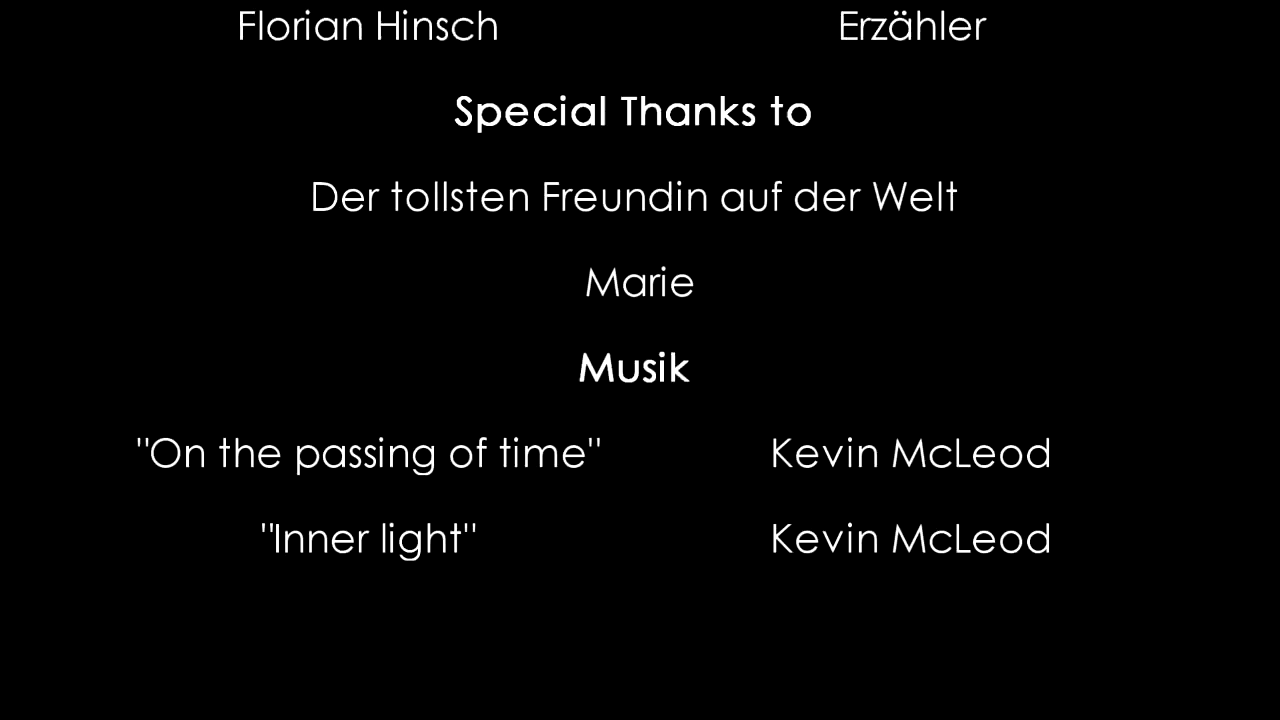 Florian Hinsch Erzähler
Special Thanks to
Der tollsten Freundin auf der Welt
Marie
Musik
"On the passing of time" Kevin McLeod
"Inner light" Kevin McLeod